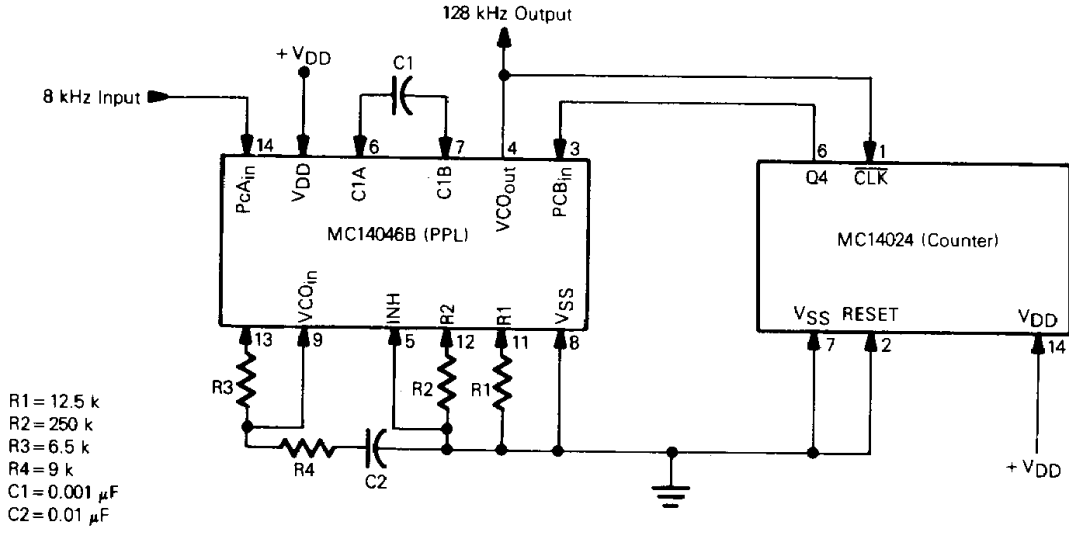 128 kHz Output
+ VDD
C1
8 kHz Input
14
6
7
4
3
6
1
PcAin
VDD
C1A
C1B
VCOout
PCBin
Q4
CLK
MC14046B (PPL)
MC14024 (Counter)
VCOin
INH
R2
R1
VSS
VSS
RESET
VDD
13
9
5
12
11
8
7
2
14
R3
R2
R1
R4
C2
+ VDD
R1 = 12.5 k
R2 = 250 k
R3 = 6.5 k
R4 = 9 k
C1 = 0.001 μF
C2 = 0.01 μF